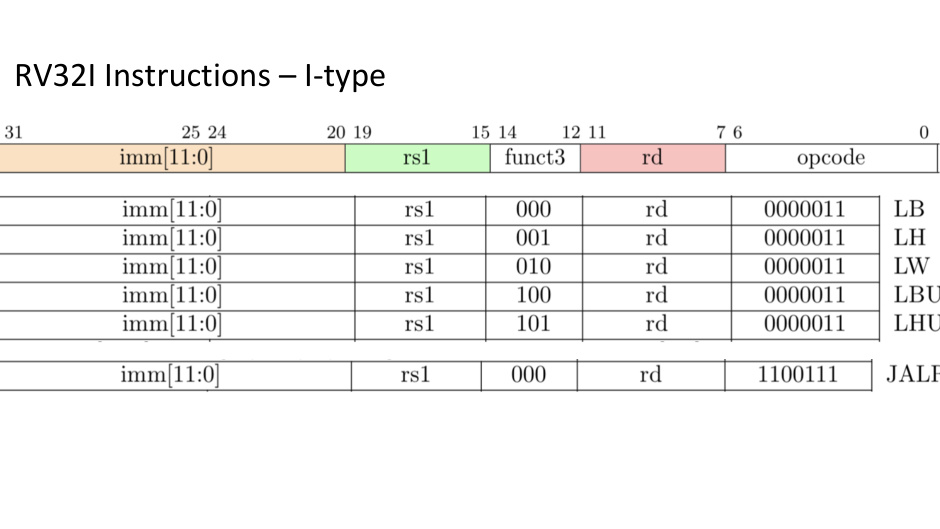 RV32I Instructions – I-type
31 25 24 20 19 15 14 12 11 7 6 0
imm[11:0] rs1 funct3 rd opcode
imm[11:0] rs1 000 rd 0000011 LB
imm[11:0] rs1 001 rd 0000011 LH
imm[11:0] rs1 010 rd 0000011 LW
imm[11:0] rs1 100 rd 0000011 LBU
imm[11:0] rs1 101 rd 0000011 LHU
imm[11:0] rs1 000 rd 1100111 JALR